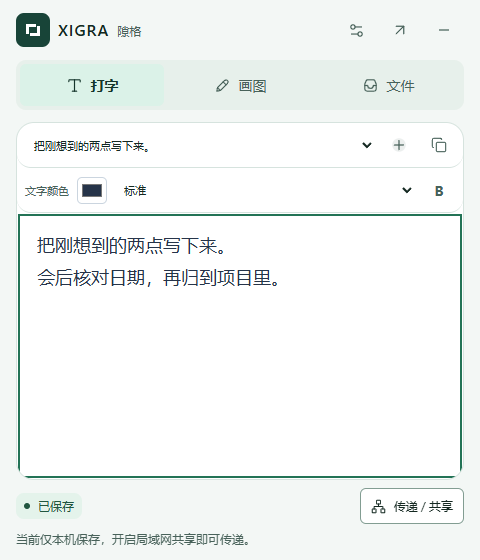 XIGRA 隙格
打字
画图
文件
把刚想到的两点写下来。
文字颜色
标准
B
把刚想到的两点写下来。
会后核对日期，再归到项目里。
已保存
传递 / 共享
当前仅本机保存，开启局域网共享即可传递。